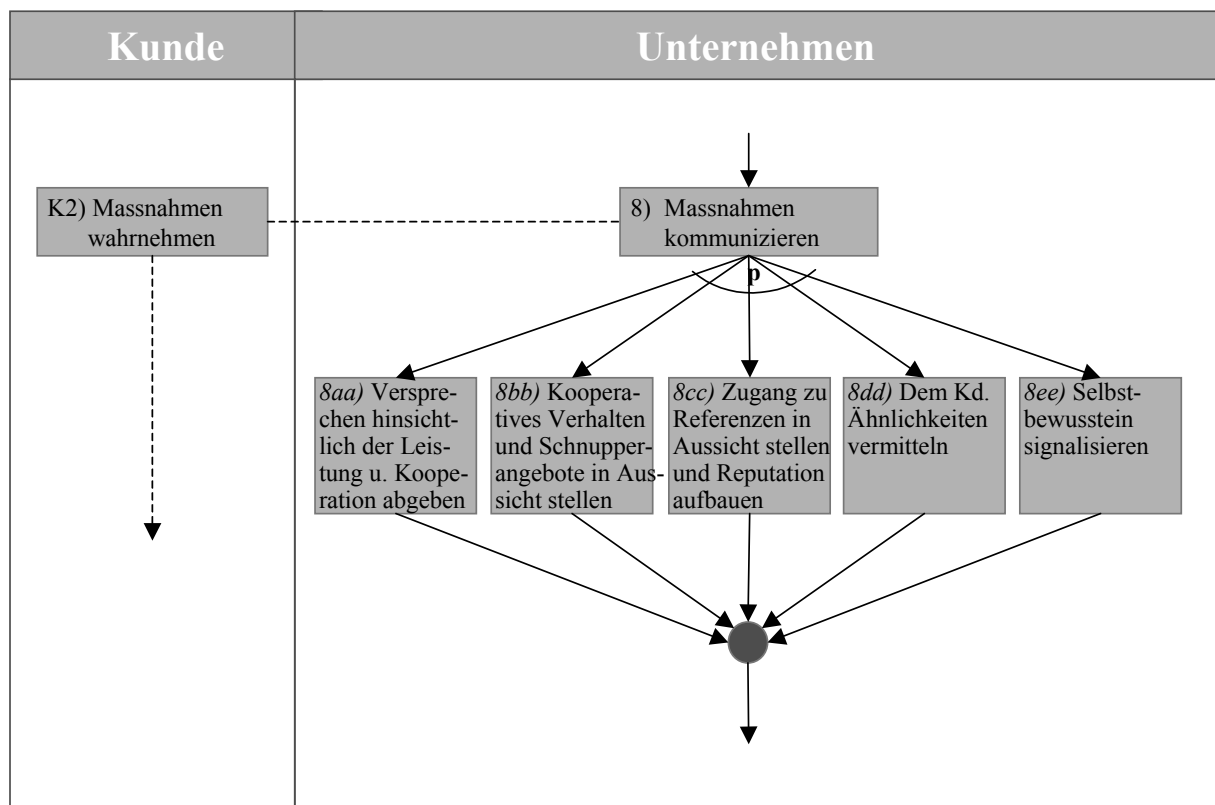 Kunde
Unternehmen
K2) Massnahmen
wahrnehmen
8) Massnahmen
kommunizieren
p
8aa) Verspre-
chen hinsicht-
lich der Leis-
tung u. Koope-
ration abgeben
8bb) Koopera-
tives Verhalten
und Schnupper-
angebote in Aus-
sicht stellen
8cc) Zugang zu
Referenzen in
Aussicht stellen
und Reputation
aufbauen
8dd) Dem Kd.
Ähnlichkeiten
vermitteln
8ee) Selbst-
bewusstein
signalisieren